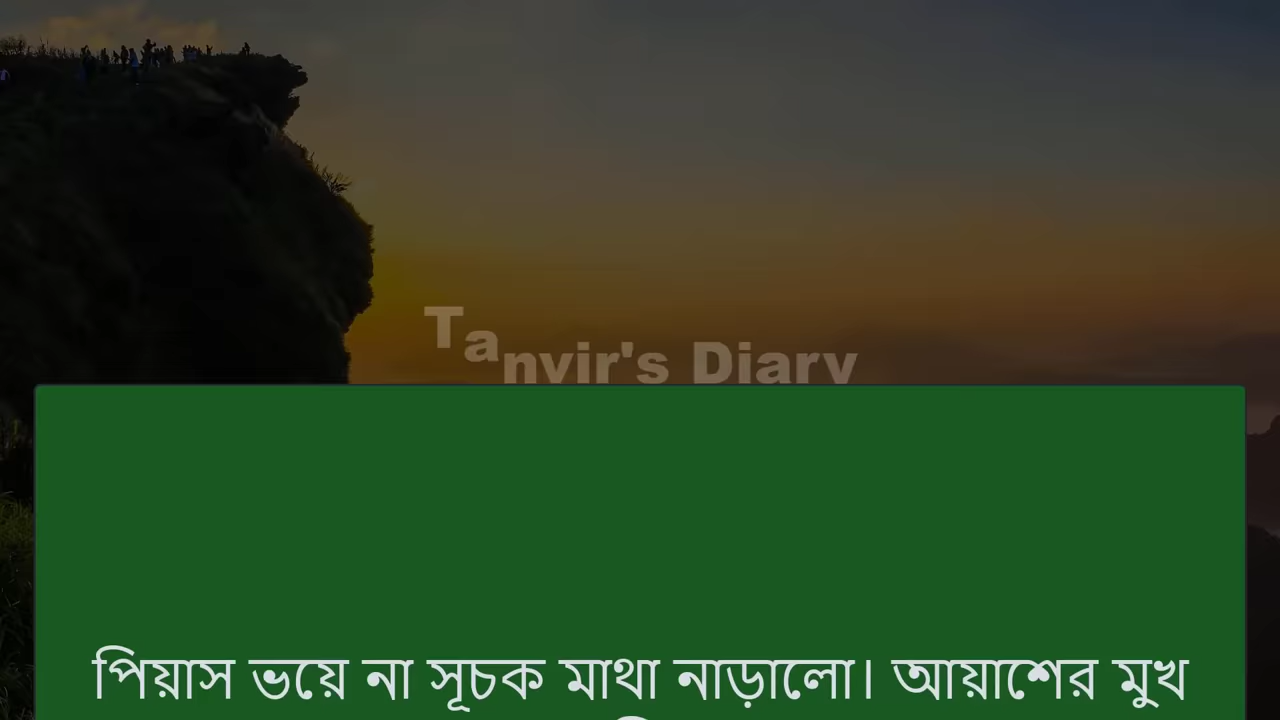 Tanvir's Diary
পিয়াস ভয়ে না সূচক মাথা নাড়ালো। আয়াশের মুখ